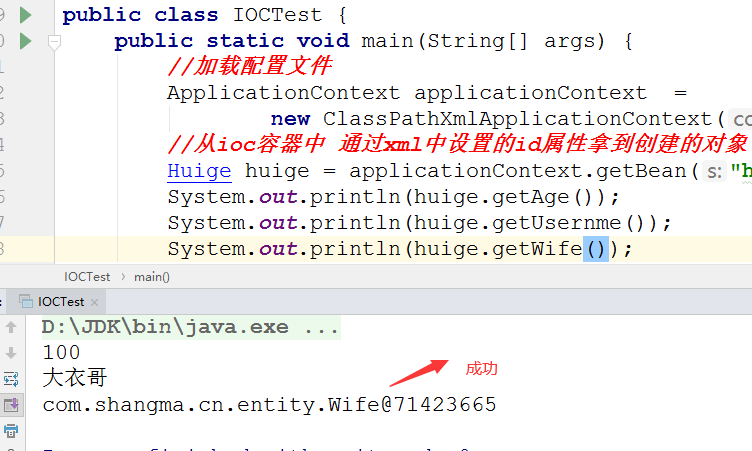 public class IOCTest {
public static void main(String[] args) {
//加载配置文件
ApplicationContext applicationContext =
new ClassPathXmlApplicationContext( co
//从ioc容器中 通过xml中设置的id属性拿到创建的对象
Huige huige = applicationContext.getBean( s: "h
System.out.println(huige.getAge());
System.out.println(huige.getUsernme());
System.out.println(huige.getWife());
IOCTest › main()
IOCTest ×
D:\JDK\bin\java.exe ...
100
成功
大衣哥
com.shangma.cn.entity.Wife@71423665